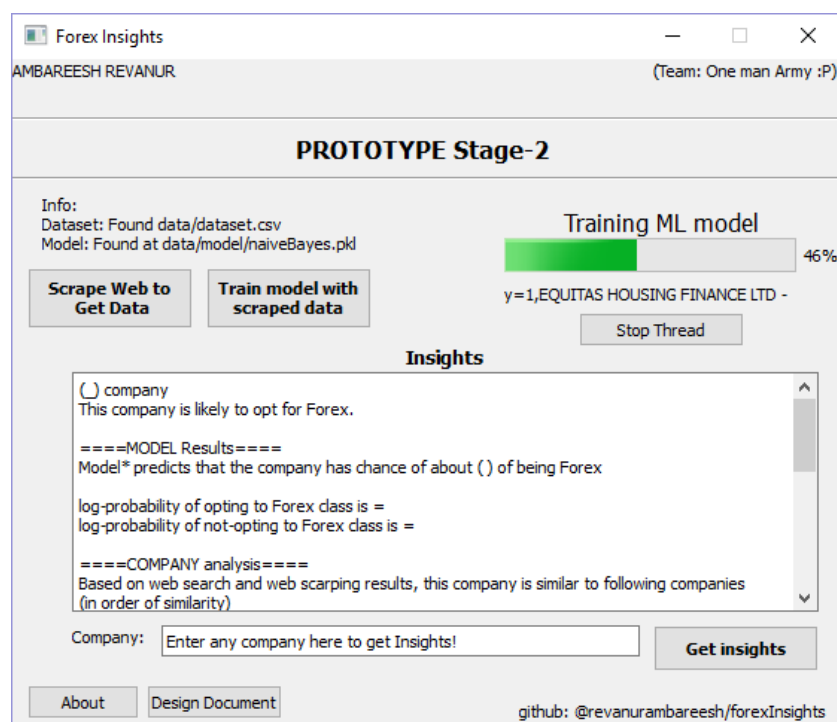 Forex Insights
AMBAREESH REVANUR (Team: One man Army :P)
PROTOTYPE Stage-2
Info:
Dataset: Found data/dataset.csv
Model: Found at data/model/naiveBayes.pkl
Scrape Web to
Get Data
Train model with
scraped data
Training ML model
46%
y=1,EQUITAS HOUSING FINANCE LTD -
Stop Thread
Insights
(_) company
This company is likely to opt for Forex.
====MODEL Results====
Model* predicts that the company has chance of about ( ) of being Forex
log-probability of opting to Forex class is =
log-probability of not-opting to Forex class is =
====COMPANY analysis====
Based on web search and web scarping results, this company is similar to following companies
(in order of similarity)
Company: Enter any company here to get Insights!
Get insights
About
Design Document
github: @revanurambareesh/forexInsights